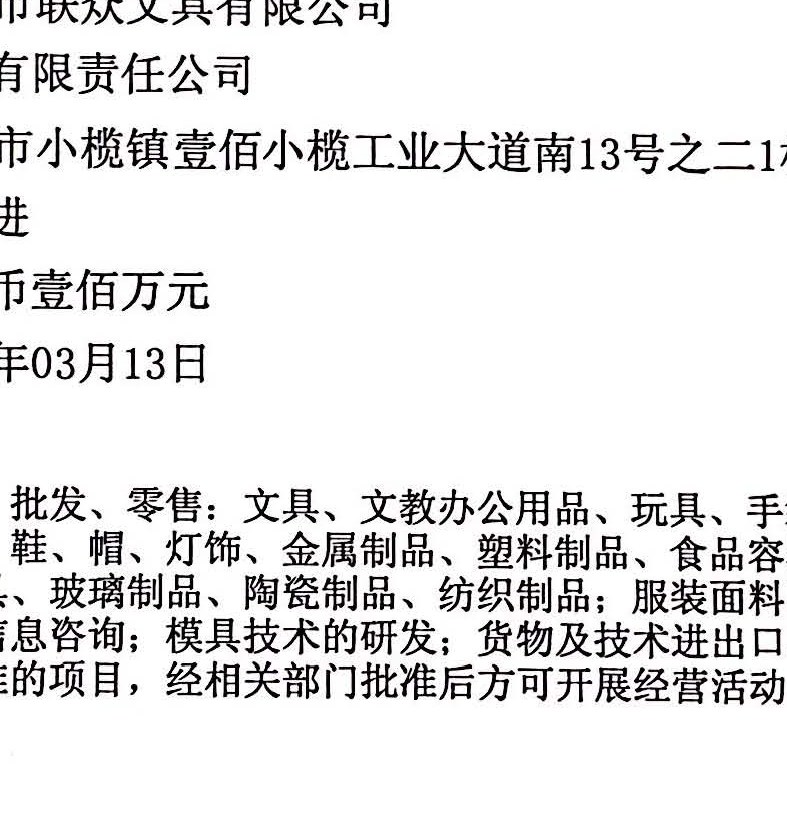 市联众文具有限公司
有限责任公司
市小榄镇壹佰小榄工业大道南13号之二1
进
币壹佰万元
年03月13日
批发、零售：文具、文教办公用品、玩具、手
鞋、帽、灯饰、金属制品、塑料制品、食品容
、玻璃制品、陶瓷制品、纺织制品；服装面料
信息咨询；模具技术的研发；货物及技术进出口
的项目，经相关部门批准后方可开展经营活动